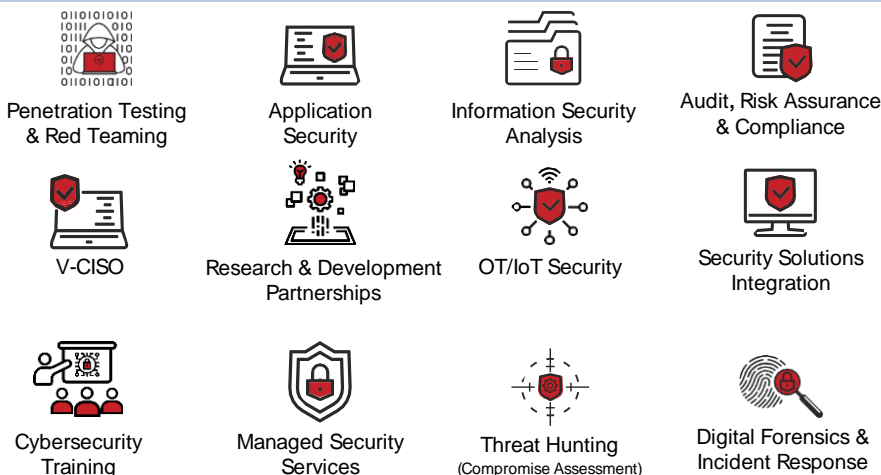 Penetration Testing
& Red Teaming
Application
Security
Information Security
Analysis
Audit, Risk Assurance
& Compliance
V-CISO
Research & Development
Partnerships
OT/IoT Security
Security Solutions
Integration
Cybersecurity
Training
Managed Security
Services
Threat Hunting
(Compromise Assessment)
Digital Forensics &
Incident Response